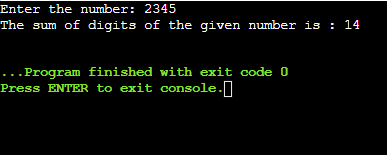 Enter the number: 2345
The sum of digits of the given number is : 14
...Program finished with exit code 0
Press ENTER to exit console.